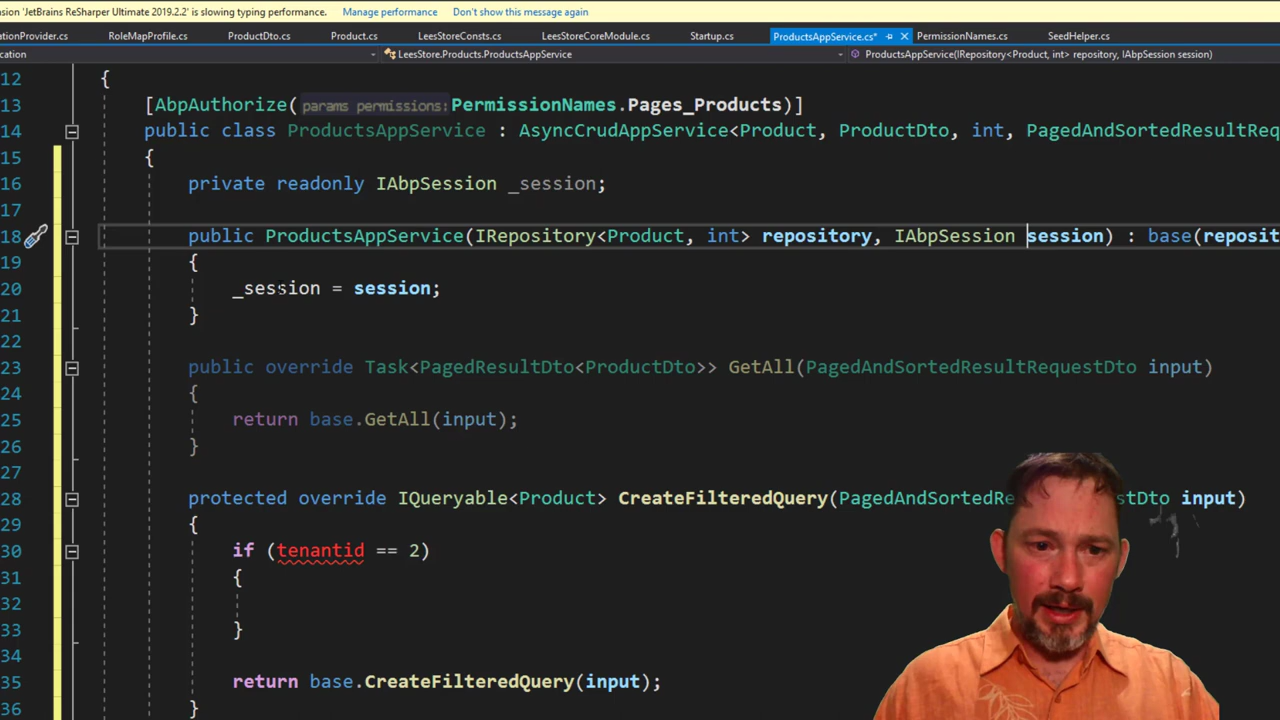 sion 'JetBrains ReSharper Ultimate 2019.2.2' is slowing typing performance. Manage performance Don't show this message again
ationProvider.cs RoleMapProfile.cs ProductDto.cs Product.cs LeesStoreConsts.cs LeesStoreCoreModule.cs Startup.cs ProductsAppService.cs* PermissionNames.cs SeedHelper.cs
cation LeesStore.Products.ProductsAppService ProductsAppService(IRepository<Product, int> repository, IAbpSession session)
12 {
13 [AbpAuthorize(params permissions: PermissionNames.Pages_Products)]
14 public class ProductsAppService : AsyncCrudAppService<Product, ProductDto, int, PagedAndSortedResultRequ
15 {
16 private readonly IAbpSession _session;
17
18 public ProductsAppService(IRepository<Product, int> repository, IAbpSession session) : base(reposit
19 {
20 _session = session;
21 }
22
23 public override Task<PagedResultDto<ProductDto>> GetAll(PagedAndSortedResultRequestDto input)
24 {
25 return base.GetAll(input);
26 }
27
28 protected override IQueryable<Product> CreateFilteredQuery(PagedAndSortedRe stDto input)
29 {
30 if (tenantid == 2)
31 {
32
33 }
34
35 return base.CreateFilteredQuery(input);
36 }